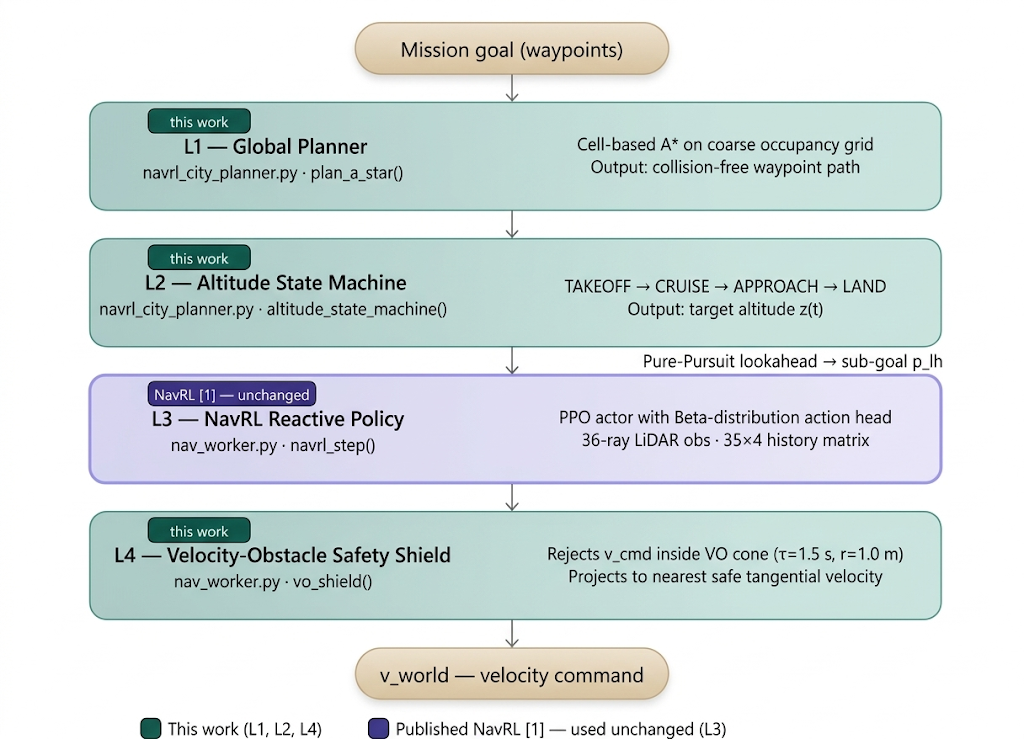 Mission goal (waypoints)
this work
L1 — Global Planner
navrl_city_planner.py · plan_a_star()
Cell-based A* on coarse occupancy grid
Output: collision-free waypoint path
this work
L2 — Altitude State Machine
navrl_city_planner.py · altitude_state_machine()
TAKEOFF → CRUISE → APPROACH → LAND
Output: target altitude z(t)
Pure-Pursuit lookahead → sub-goal p_lh
NavRL [1] — unchanged
L3 — NavRL Reactive Policy
nav_worker.py · navrl_step()
PPO actor with Beta-distribution action head
36-ray LiDAR obs · 35×4 history matrix
this work
L4 — Velocity-Obstacle Safety Shield
nav_worker.py · vo_shield()
Rejects v_cmd inside VO cone (τ=1.5 s, r=1.0 m)
Projects to nearest safe tangential velocity
v_world — velocity command
This work (L1, L2, L4)
Published NavRL [1] — used unchanged (L3)